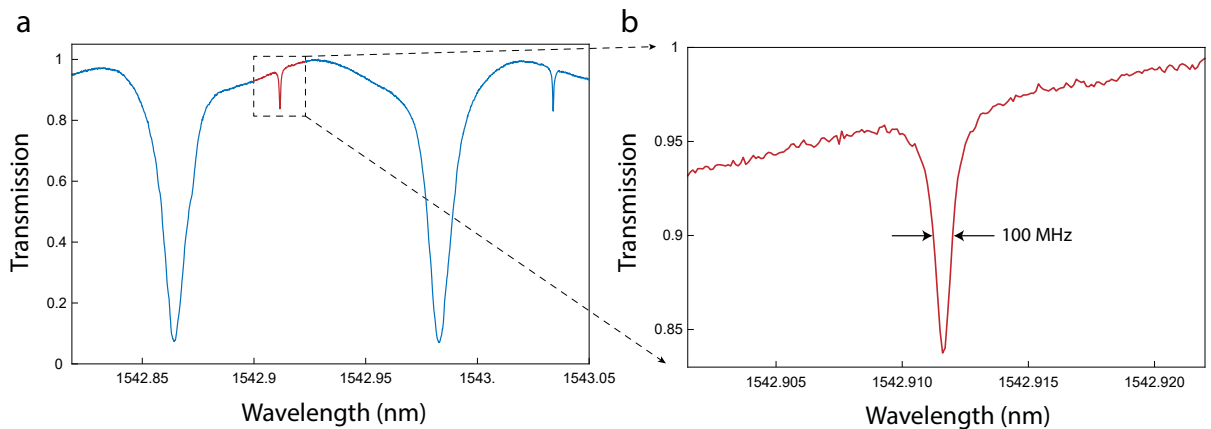 a
Transmission
1
0.8
0.6
0.4
0.2
0
1542.85
1542.9
1542.95
1543.
1543.05
Wavelength (nm)
b
Transmission
1
0.95
0.9
0.85
100 MHz
1542.905
1542.910
1542.915
1542.920
Wavelength (nm)